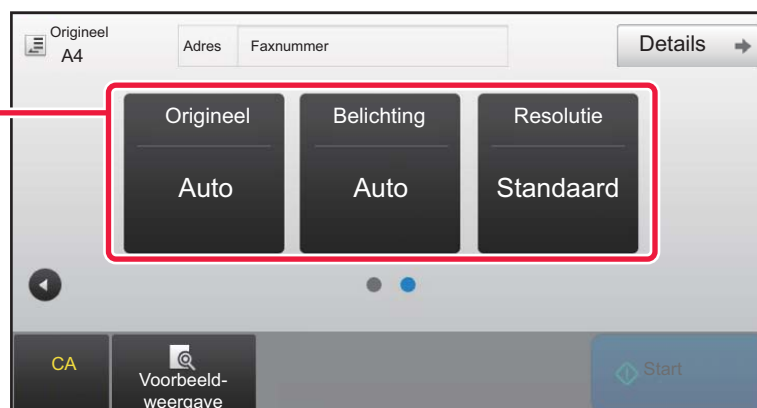 Origineel
A4
Adres
Faxnummer
Details
Origineel
Auto
Belichting
Auto
Resolutie
Standaard
CA
Voorbeeld-
weergave
Start